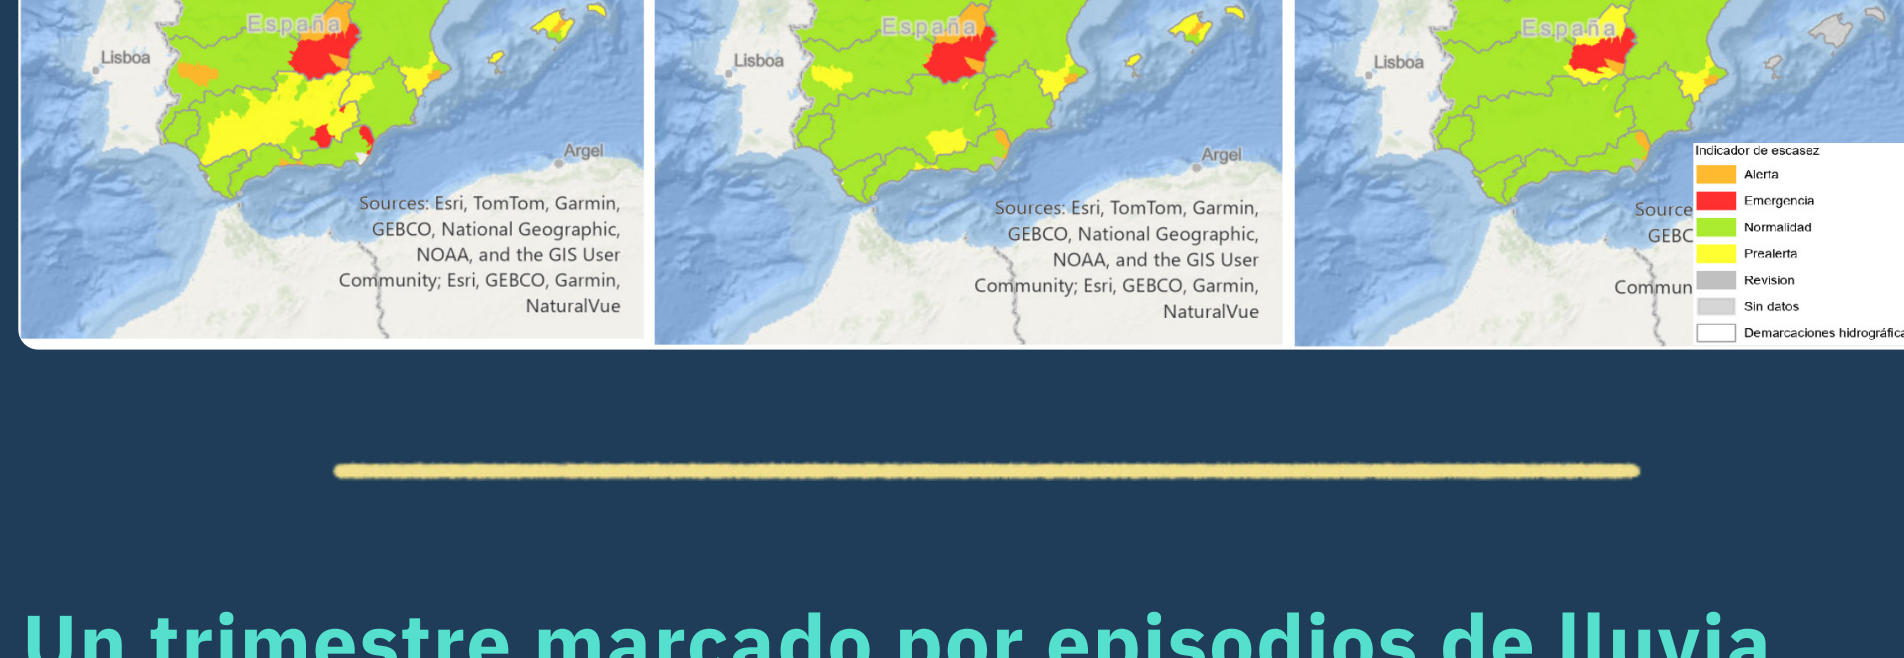 España
Lisboa
Argel
Sources: Esri, TomTom, Garmin,
GEBCO, National Geographic,
NOAA, and the GIS User
Community; Esri, GEBCO, Garmin,
NaturalVue
España
Lisboa
Argel
Sources: Esri, TomTom, Garmin,
GEBCO, National Geographic,
NOAA, and the GIS User
Community; Esri, GEBCO, Garmin,
NaturalVue
España
Lisboa
Source
GEBC
Commun
Indicador de escasez
Alerta
Emergencia
Normalidad
Prealerta
Revision
Sin datos
Demarcaciones hidrográfica
Un trimestre marcado por episodios de lluvia